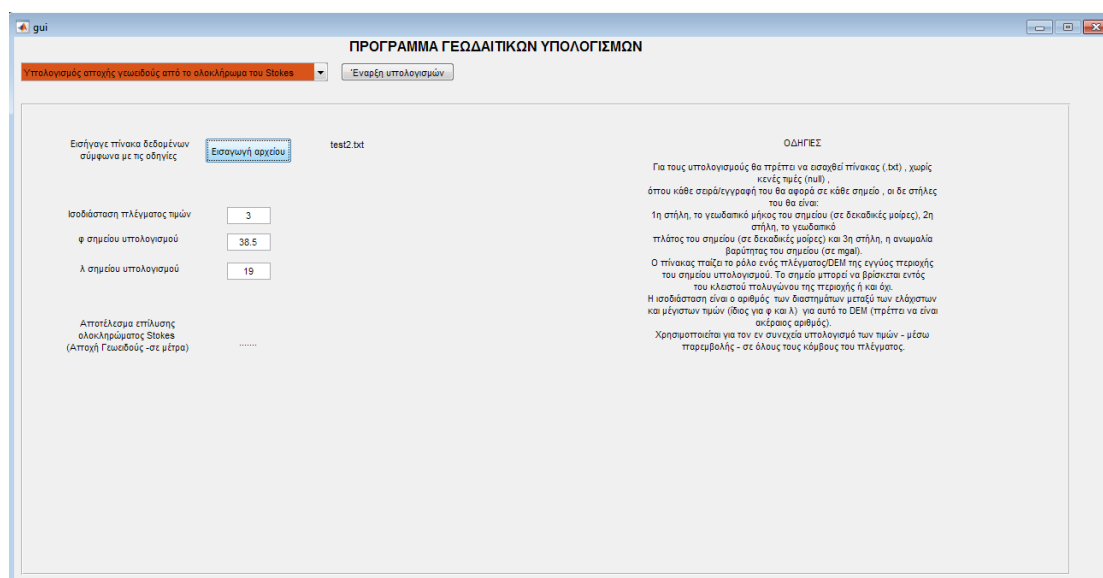 gui
ΠΡΟΓΡΑΜΜΑ ΓΕΩΔΑΙΤΙΚΩΝ ΥΠΟΛΟΓΙΣΜΩΝ
Υπολογισμός αποχής γεωειδούς από το ολοκλήρωμα του Stokes
Έναρξη υπολογισμών
Εισήγαγε πίνακα δεδομένων
σύμφωνα με τις οδηγίες
Εισαγωγή αρχείου
test2.txt
Ισοδιάσταση πλέγματος τιμών
3
φ σημείου υπολογισμού
38.5
λ σημείου υπολογισμού
19
Αποτέλεσμα επίλυσης
ολοκληρώματος Stokes
(Αποχή Γεωειδούς -σε μέτρα)
.......
ΟΔΗΓΙΕΣ
Για τους υπολογισμούς θα πρέπει να εισαχθεί πίνακας (.txt) , χωρίς
κενές τιμές (null) ,
όπου κάθε σειρά/εγγραφή του θα αφορά σε κάθε σημείο , οι δε στήλες
του θα είναι:
1η στήλη, το γεωδαιτικό μήκος του σημείου (σε δεκαδικές μοίρες), 2η
στήλη, το γεωδαιτικό
πλάτος του σημείου (σε δεκαδικές μοίρες) και 3η στήλη, η ανωμαλία
βαρύτητας του σημείου (σε mgal).
Ο πίνακας παίζει το ρόλο ενός πλέγματος/DEM της εγγύος περιοχής
του σημείου υπολογισμού. Το σημείο μπορεί να βρίσκεται εντός
του κλειστού πολυγώνου της περιοχής ή και όχι.
Η ισοδιάσταση είναι ο αριθμός των διαστημάτων μεταξύ των ελάχιστων
και μέγιστων τιμών (ίδιος για φ και λ) για αυτό το DEM (πρέπει να είναι
ακέραιος αριθμός).
Χρησιμοποιείται για τον εν συνεχεία υπολογισμό των τιμών - μέσω
παρεμβολής - σε όλους τους κόμβους του πλέγματος.